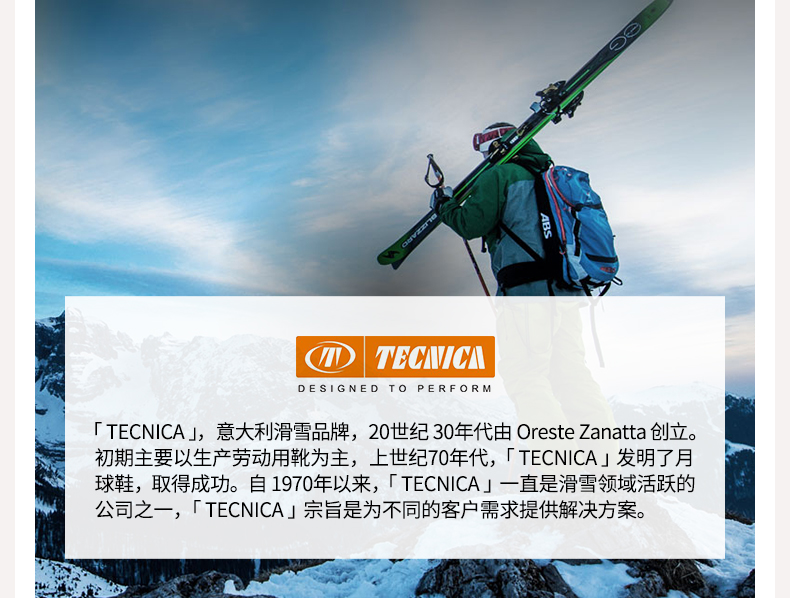 BLIZZARD
ABS
TECNICA
DESIGNED TO PERFORM
「TECNICA」，意大利滑雪品牌，20世纪 30年代由 Oreste Zanatta 创立。
初期主要以生产劳动用靴为主，上世纪70年代，「TECNICA」发明了月
球鞋，取得成功。自 1970年以来，「TECNICA」一直是滑雪领域活跃的
公司之一，「TECNICA」宗旨是为不同的客户需求提供解决方案。